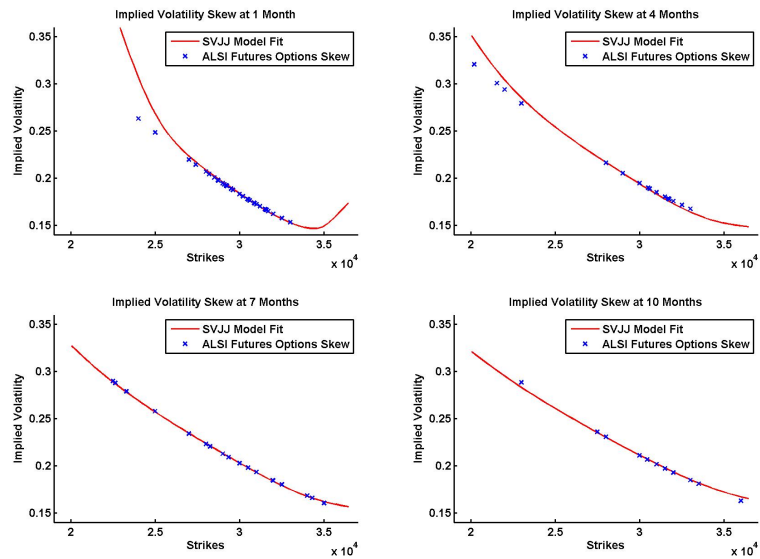 Implied Volatility Skew at 1 Month
0.35
0.3
0.25
0.2
0.15
Implied Volatility
SVJJ Model Fit
ALSI Futures Options Skew
2
2.5
3
3.5
Strikes
x 10^4
Implied Volatility Skew at 4 Months
0.35
0.3
0.25
0.2
0.15
Implied Volatility
SVJJ Model Fit
ALSI Futures Options Skew
2
2.5
3
3.5
Strikes
x 10^4
Implied Volatility Skew at 7 Months
0.35
0.3
0.25
0.2
0.15
Implied Volatility
SVJJ Model Fit
ALSI Futures Options Skew
2
2.5
3
3.5
Strikes
x 10^4
Implied Volatility Skew at 10 Months
0.35
0.3
0.25
0.2
0.15
Implied Volatility
SVJJ Model Fit
ALSI Futures Options Skew
2
2.5
3
3.5
Strikes
x 10^4